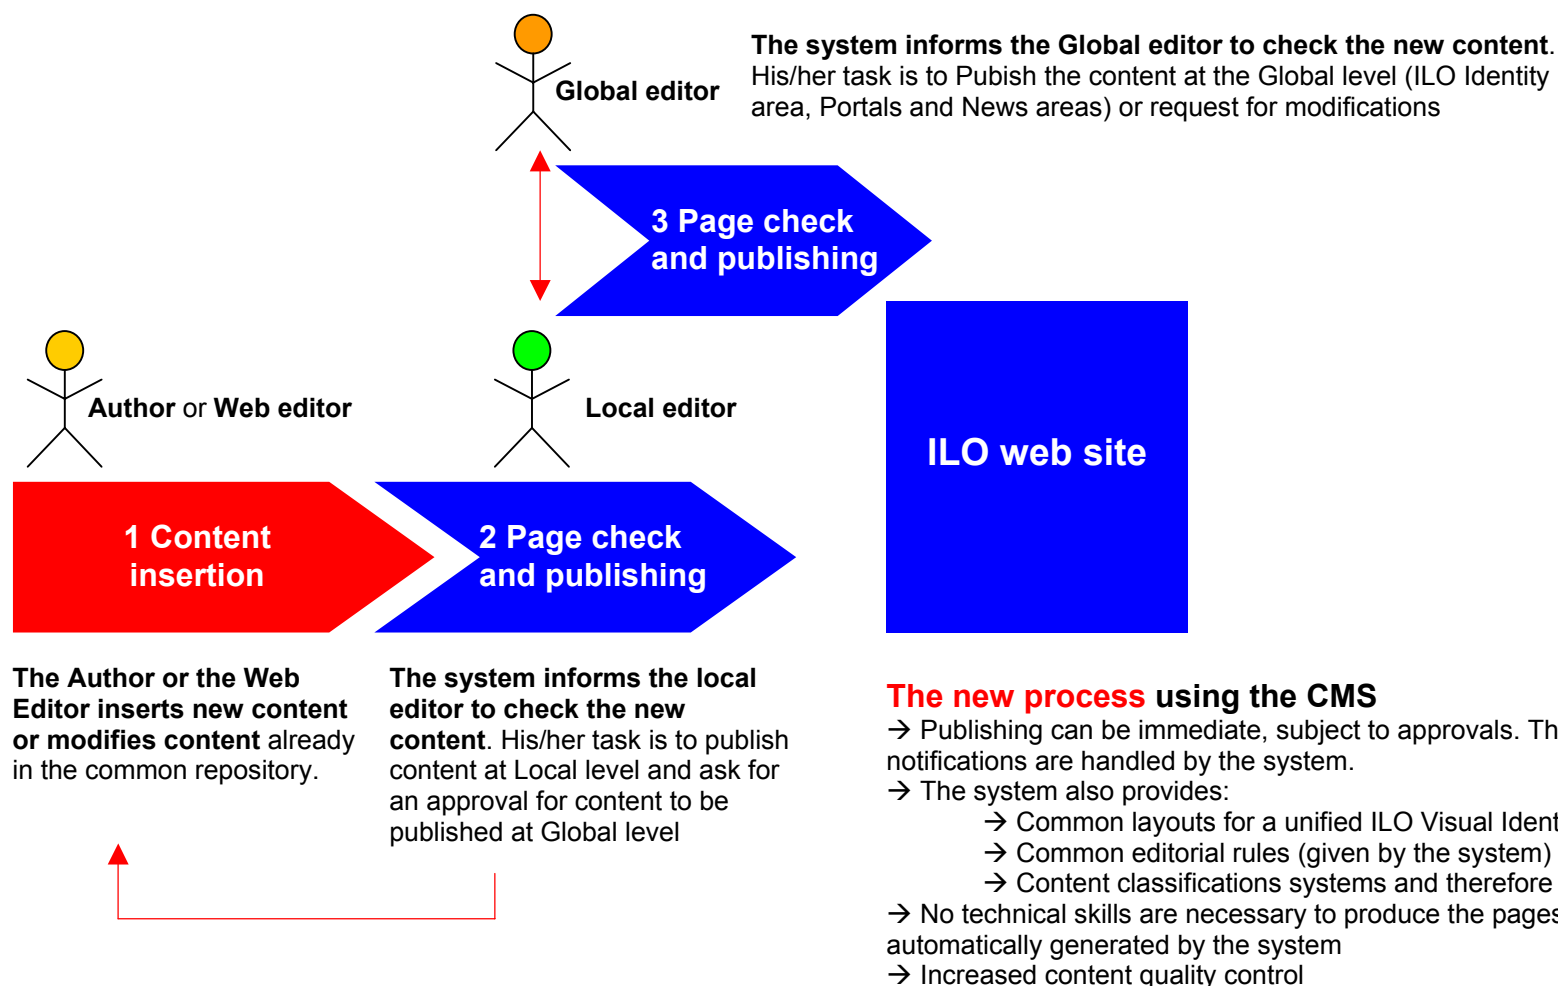 The system informs the Global editor to check the new content.
His/her task is to Pubish the content at the Global level (ILO Identity
area, Portals and News areas) or request for modifications
Global editor
3 Page check
and publishing
Author or Web editor
Local editor
ILO web site
1 Content
insertion
2 Page check
and publishing
The Author or the Web
Editor inserts new content
or modifies content already
in the common repository.
The system informs the local
editor to check the new
content. His/her task is to publish
content at Local level and ask for
an approval for content to be
published at Global level
The new process using the CMS
→ Publishing can be immediate, subject to approvals.
notifications are handled by the system.
→ The system also provides:
→ Common layouts for a unified ILO Visual
→ Common editorial rules (given by the system)
→ Content classifications systems and therefore
→ No technical skills are necessary to produce the pages
automatically generated by the system
→ Increased content quality control